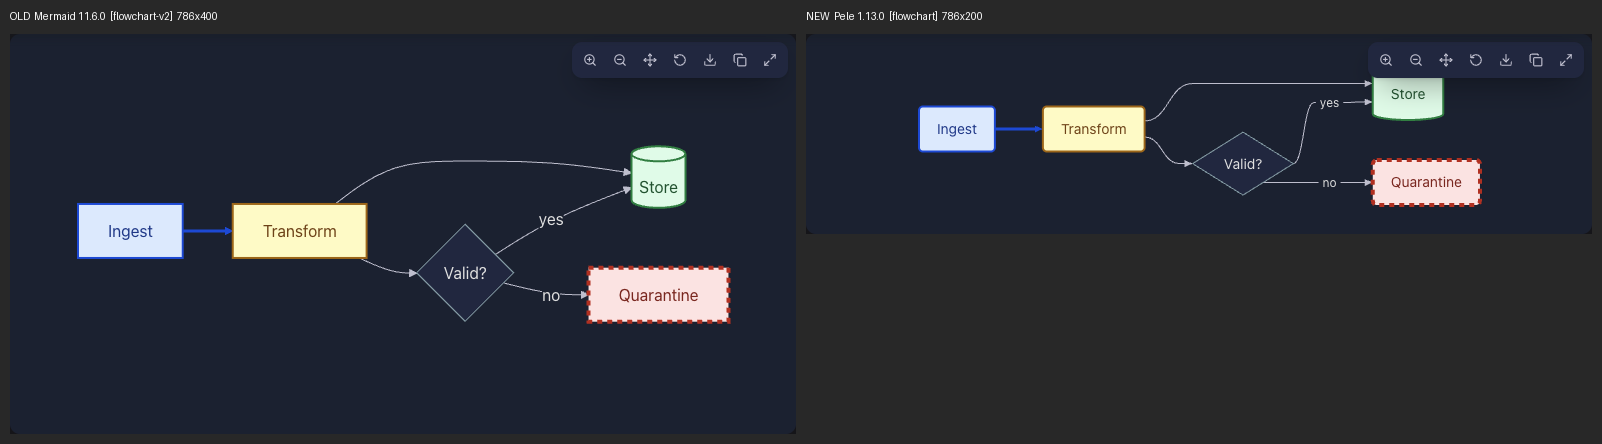 OLD Mermaid 11.6.0 [flowchart-v2] 786x400
Ingest
Transform
Valid?
yes
no
Store
Quarantine
NEW Pele 1.13.0 [flowchart] 786x200
Ingest
Transform
Valid?
yes
no
Store
Quarantine